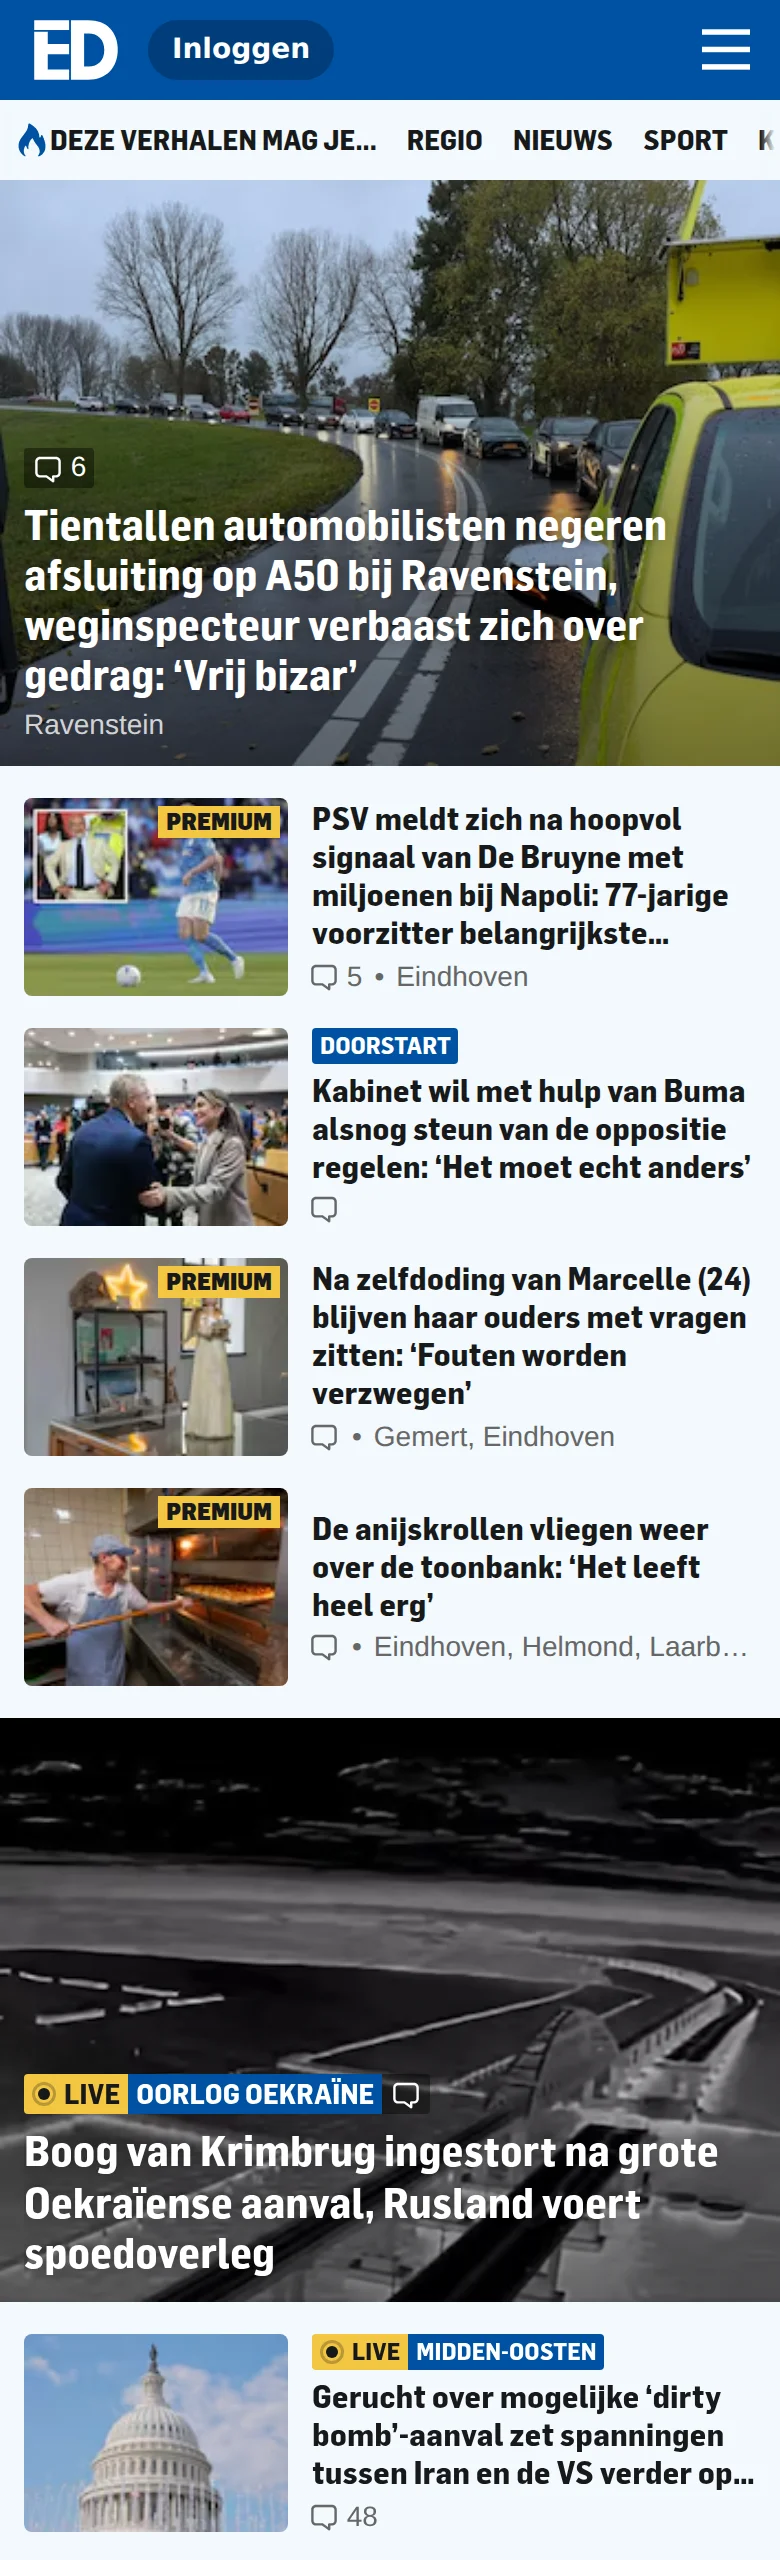 ED Inloggen
DEZE VERHALEN MAG JE... REGIO NIEUWS SPORT K
6
Tientallen automobilisten negeren
afsluiting op A50 bij Ravenstein,
weginspecteur verbaast zich over
gedrag: ‘Vrij bizar’
Ravenstein
PREMIUM
PSV meldt zich na hoopvol
signaal van De Bruyne met
miljoenen bij Napoli: 77-jarige
voorzitter belangrijkste...
5 • Eindhoven
DOORSTART
Kabinet wil met hulp van Buma
alsnog steun van de oppositie
regelen: ‘Het moet echt anders’
PREMIUM
Na zelfdoding van Marcelle (24)
blijven haar ouders met vragen
zitten: ‘Fouten worden
verzwegen’
• Gemert, Eindhoven
PREMIUM
De anijskrollen vliegen weer
over de toonbank: ‘Het leeft
heel erg’
• Eindhoven, Helmond, Laarb...
LIVE OORLOG OEKRAÏNE
Boog van Krimbrug ingestort na grote
Oekraïense aanval, Rusland voert
spoedoverleg
LIVE MIDDEN-OOSTEN
Gerucht over mogelijke ‘dirty
bomb’-aanval zet spanningen
tussen Iran en de VS verder op...
48